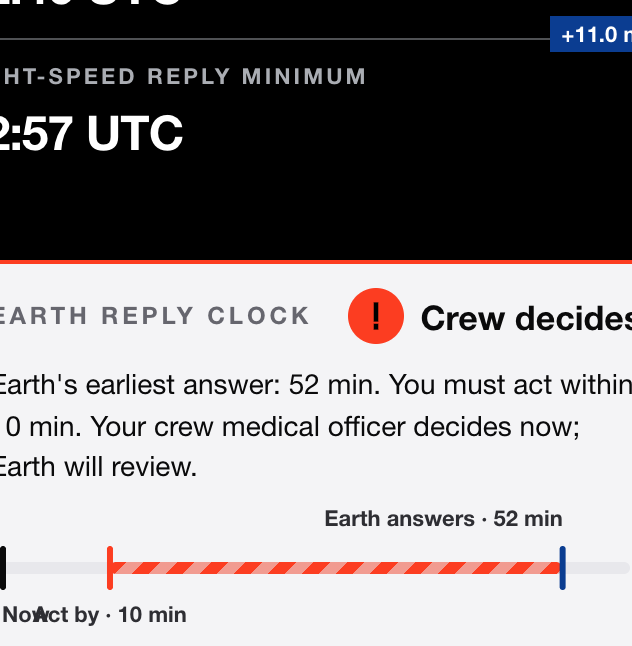 +11.0
HT-SPEED REPLY MINIMUM
2:57 UTC
EARTH REPLY CLOCK
! Crew decides
Earth's earliest answer: 52 min. You must act within
0 min. Your crew medical officer decides now;
Earth will review.
Earth answers · 52 min
Now Act by · 10 min